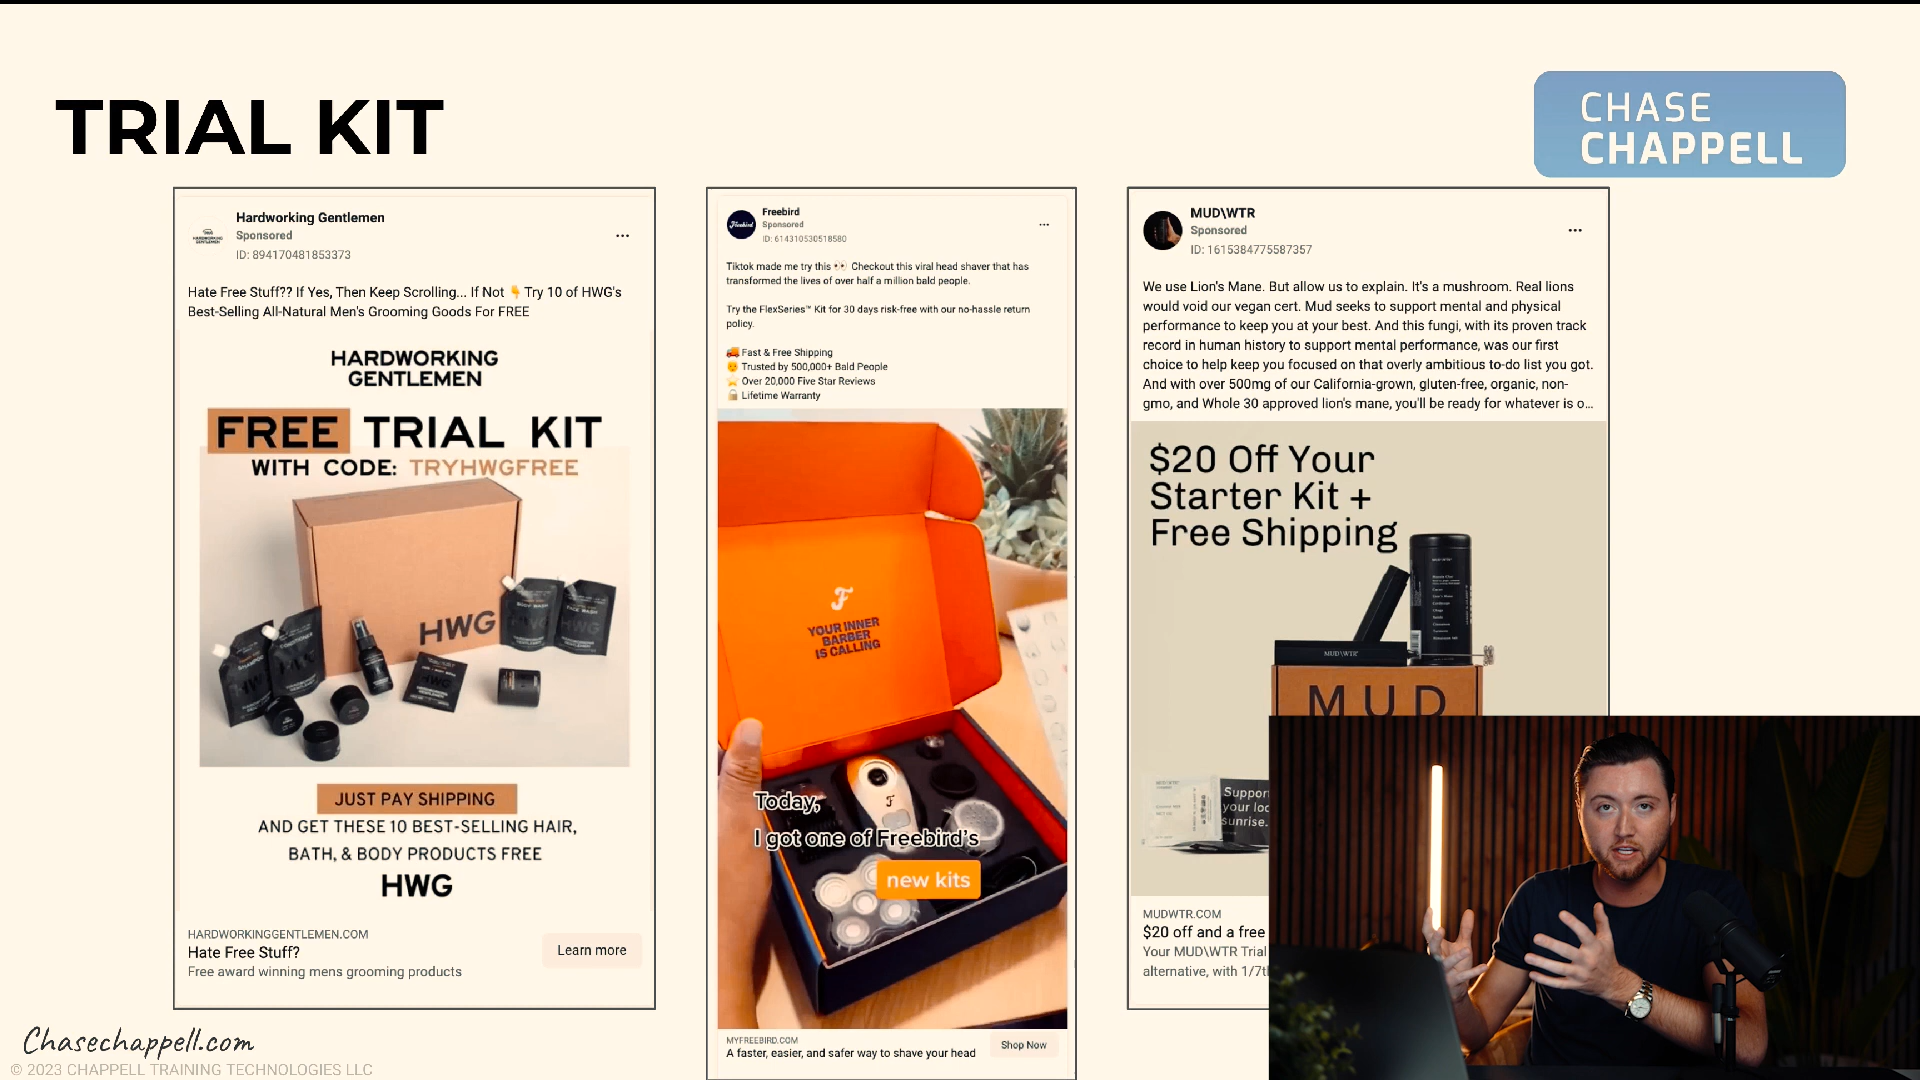 TRIAL KIT
CHASE
CHAPPELL
Hardworking Gentlemen
Sponsored
ID: 894170481853373
Hate Free Stuff?? If Yes, Then Keep Scrolling... If Not 👇 Try 10 of HWG's
Best-Selling All-Natural Men's Grooming Goods For FREE
HARDWORKING
GENTLEMEN
FREE TRIAL KIT
WITH CODE: TRYHWGFREE
HWG
JUST PAY SHIPPING
AND GET THESE 10 BEST-SELLING HAIR,
BATH, & BODY PRODUCTS FREE
HWG
HARDWORKINGGENTLEMEN.COM
Hate Free Stuff?
Free award winning mens grooming products
Learn more
Freebird
Sponsored
ID: 614310530518580
Tiktok made me try this 👀 Checkout this viral head shaver that has
transformed the lives of over half a million bald people.
Try the FlexSeries™ Kit for 30 days risk-free with our no-hassle return
policy.
🚚 Fast & Free Shipping
👨‍🦲 Trusted by 500,000+ Bald People
⭐ Over 20,000 Five Star Reviews
🔒 Lifetime Warranty
YOUR INNER
BARBER
IS CALLING
Today,
I got one of Freebird's
new kits
MYFREEBIRD.COM
A faster, easier, and safer way to shave your head
Shop Now
MUD\WTR
Sponsored
ID: 1615384775587357
We use Lion's Mane. But allow us to explain. It's a mushroom. Real lions
would void our vegan cert. Mud seeks to support mental and physical
performance to keep you at your best. And this fungi, with its proven track
record in human history to support mental performance, was our first
choice to help keep you focused on that overly ambitious to-do list you got.
And with over 500mg of our California-grown, gluten-free, organic, non-
gmo, and Whole 30 approved lion's mane, you'll be ready for whatever is o...
$20 Off Your
Starter Kit +
Free Shipping
MUD\WTR
MUD
Support
your loc
sunrise.
MUDWTR.COM
$20 off and a free
Your MUD\WTR Trial
alternative, with 1/7th
Chasechappell.com
© 2023 CHAPPELL TRAINING TECHNOLOGIES LLC